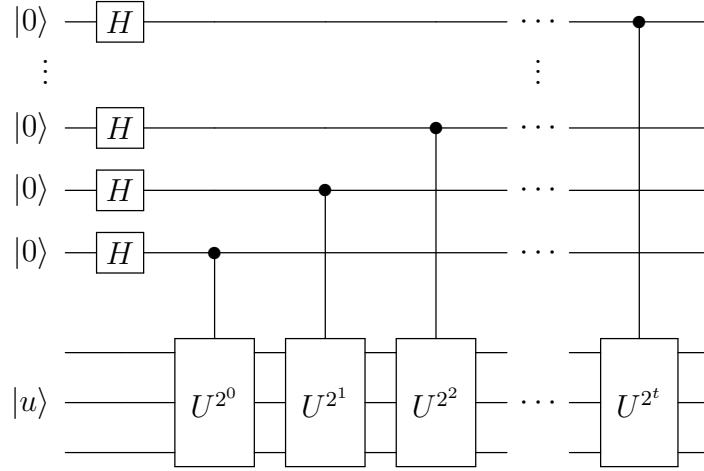 |0⟩ H ⋯
⋮ ⋮
|0⟩ H ⋯
|0⟩ H ⋯
|0⟩ H ⋯
|u⟩ U^{2^0} U^{2^1} U^{2^2} ⋯ U^{2^t}